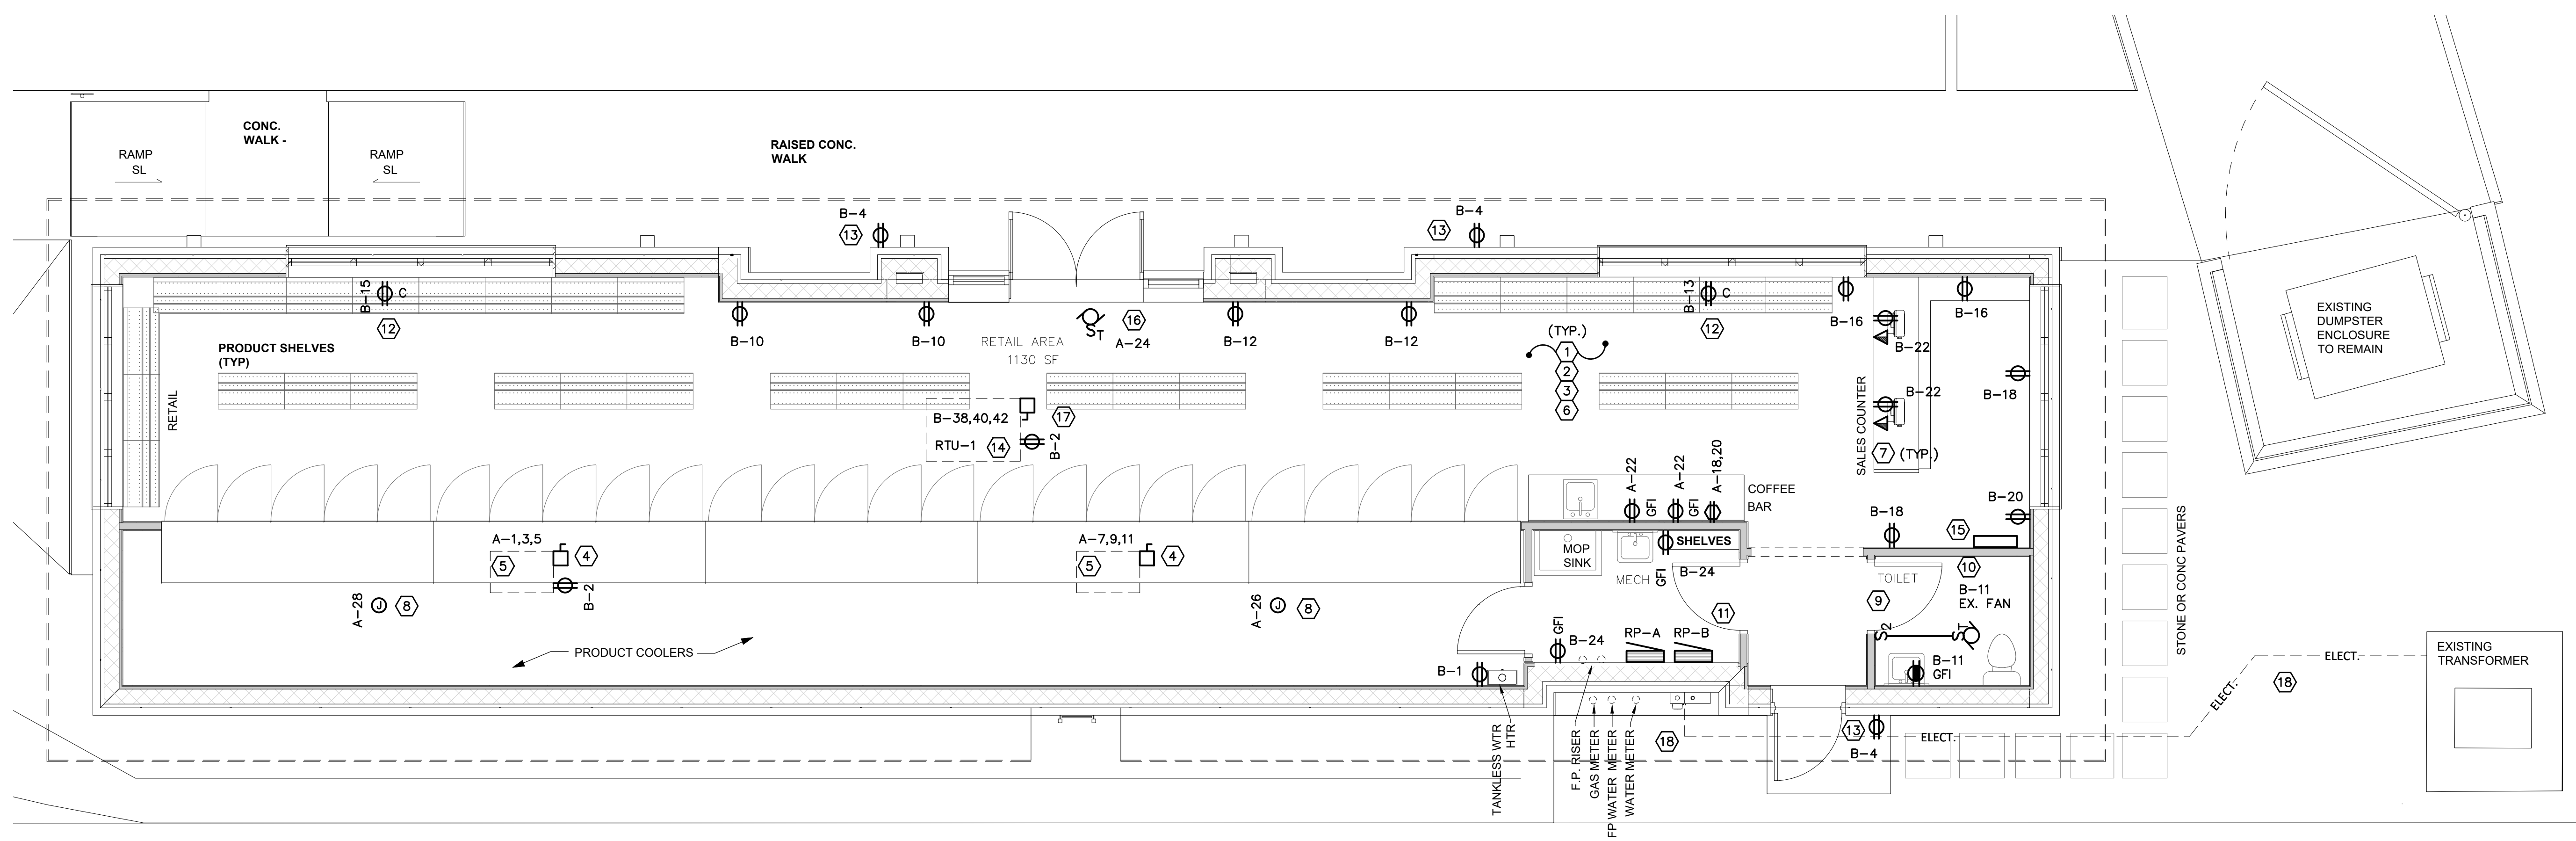 CONC.
WALK -
RAMP
SL
RAMP
SL
RAISED CONC.
WALK
B-4
13
B-4
13
B-15
C
12
B-10
B-10
S T
16
A-24
B-12
B-12
B-13
C
12
B-16
B-16
B-22
B-18
B-22
SALES COUNTER
7 (TYP.)
(TYP.)
1
2
3
6
RETAIL AREA
1130 SF
PRODUCT SHELVES
(TYP)
RETAIL
B-38,40,42
17
RTU-1
14
B-2
EXISTING
DUMPSTER
ENCLOSURE
TO REMAIN
A-22
GFI
A-22
GFI
A-18,20
COFFEE
BAR
B-18
B-20
15
STONE OR CONC PAVERS
A-1,3,5
5
4
B-2
A-7,9,11
5
4
A-28
J
8
A-26
J
8
PRODUCT COOLERS
MOP
SINK
MECH
SHELVES
GFI
B-24
11
TOILET
9
10
B-11
EX. FAN
S 2
S T
B-11
GFI
GFI
B-24
RP-A
RP-B
B-1
TANKLESS WTR
HTR
F.P. RISER
GAS METER
FP WATER METER
WATER METER
18
13
B-4
ELECT.
ELECT.
ELECT.
18
EXISTING
TRANSFORMER